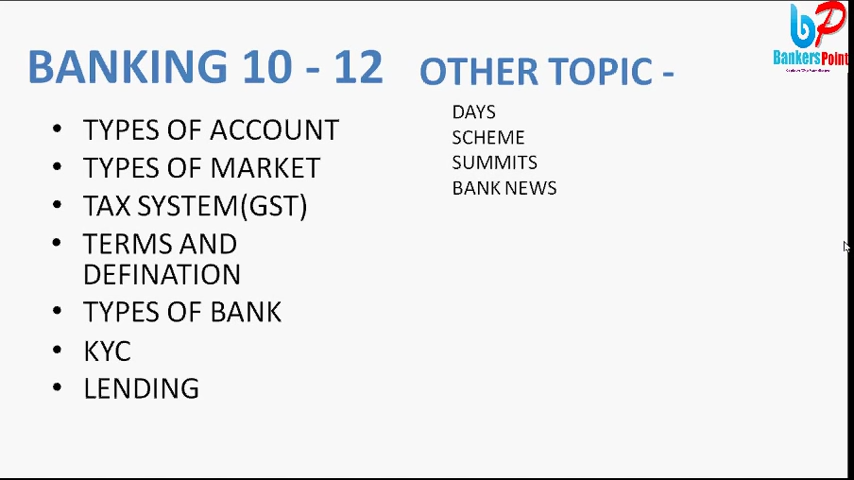 BANKING 10 - 12
• TYPES OF ACCOUNT
• TYPES OF MARKET
• TAX SYSTEM(GST)
• TERMS AND
DEFINATION
• TYPES OF BANK
• KYC
• LENDING
OTHER TOPIC -
DAYS
SCHEME
SUMMITS
BANK NEWS
bP
BankersPoint